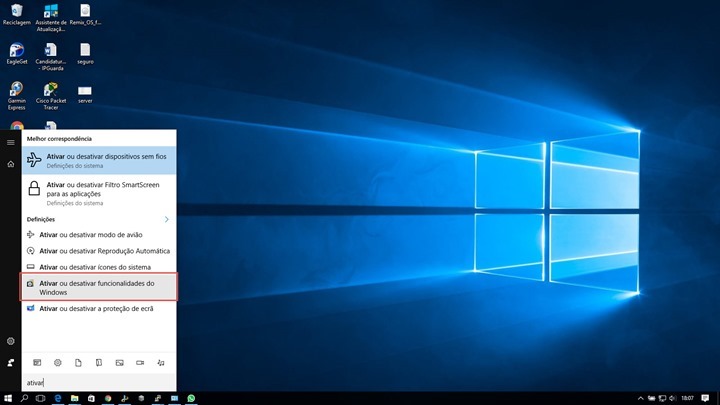 Reciclagem
Assistente de
Atualização...
Remix_OS_f...
EagleGet
Candidatur...
- IPGuarda
seguro
Garmin
Express
Cisco Packet
Tracer
server
Melhor correspondência
Ativar ou desativar dispositivos sem fios
Definições do sistema
Ativar ou desativar Filtro SmartScreen
para as aplicações
Definições do sistema
Definições
Ativar ou desativar modo de avião
Ativar ou desativar Reprodução Automática
Ativar ou desativar ícones do sistema
Ativar ou desativar funcionalidades do
Windows
Ativar ou desativar a proteção de ecrã
ativar
18:07